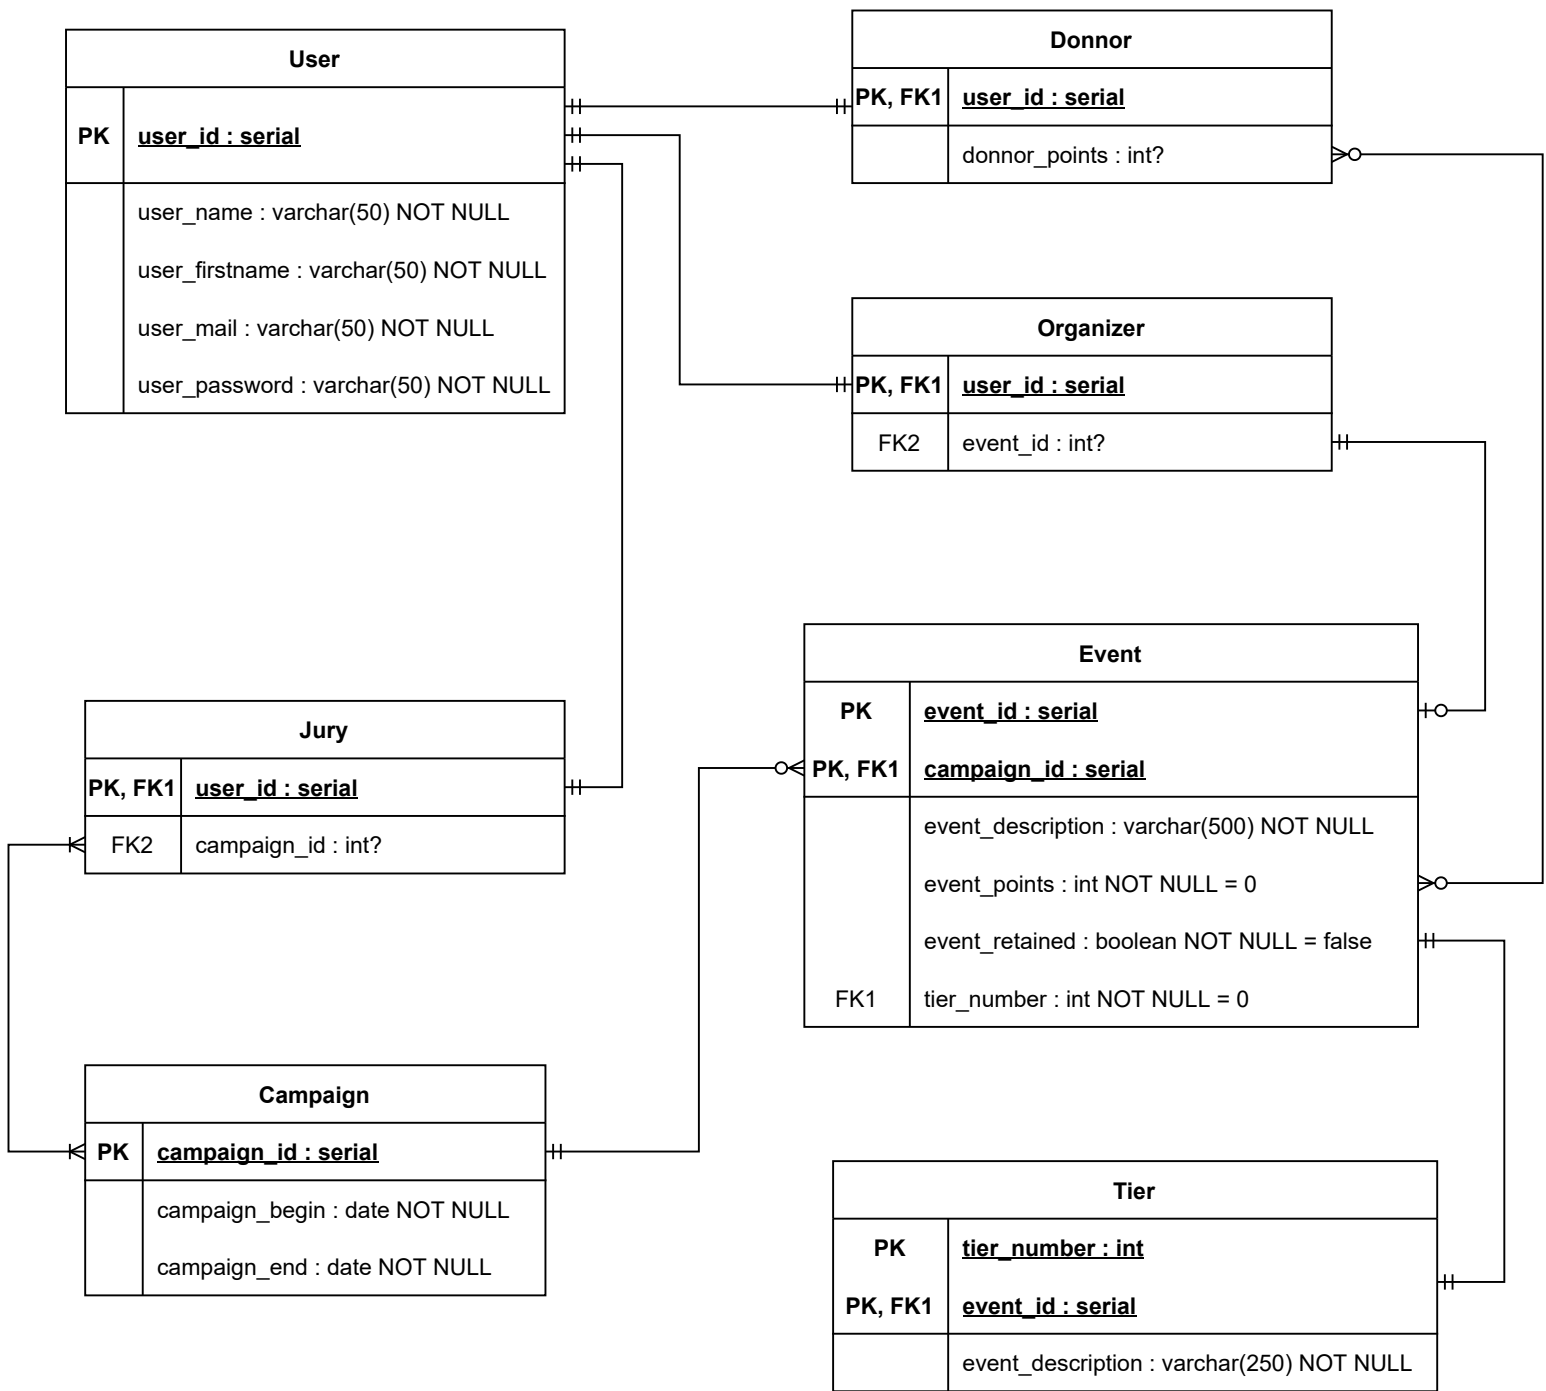 User
PK user_id : serial
user_name : varchar(50) NOT NULL
user_firstname : varchar(50) NOT NULL
user_mail : varchar(50) NOT NULL
user_password : varchar(50) NOT NULL
Donnor
PK, FK1 user_id : serial
donnor_points : int?
Organizer
PK, FK1 user_id : serial
FK2 event_id : int?
Jury
PK, FK1 user_id : serial
FK2 campaign_id : int?
Event
PK event_id : serial
PK, FK1 campaign_id : serial
event_description : varchar(500) NOT NULL
event_points : int NOT NULL = 0
event_retained : boolean NOT NULL = false
FK1 tier_number : int NOT NULL = 0
Campaign
PK campaign_id : serial
campaign_begin : date NOT NULL
campaign_end : date NOT NULL
Tier
PK tier_number : int
PK, FK1 event_id : serial
event_description : varchar(250) NOT NULL